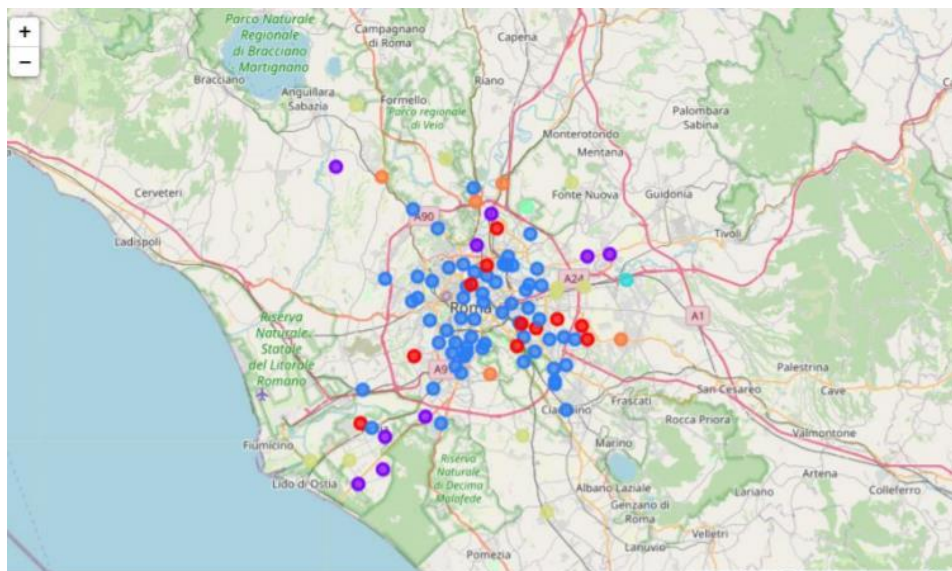 +
−
Parco Naturale
Regionale
di Bracciano
Martignano
Campagnano
di Roma
Capena
Bracciano
Riano
Anguillara
Sabazia
Formello
Parco regionale
di Veio
Palombara
Sabina
Monterotondo
Mentana
Cerveteri
Fonte Nuova
Guidonia
A90
Ladispoli
Tivoli
A24
Roma
A1
Riserva
Naturale
Statale
del Litorale
Romano
A9
Palestrina
San Cesareo
Cave
Frascati
Rocca Priora
Fiumicino
Marino
Valmontone
Lido di Ostia
Riserva
Naturale
di Decima
Malafede
Artena
Albano Laziale
Lariano
Colleferro
Genzano di
Roma
Velletri
Lanuvio
Pomezia